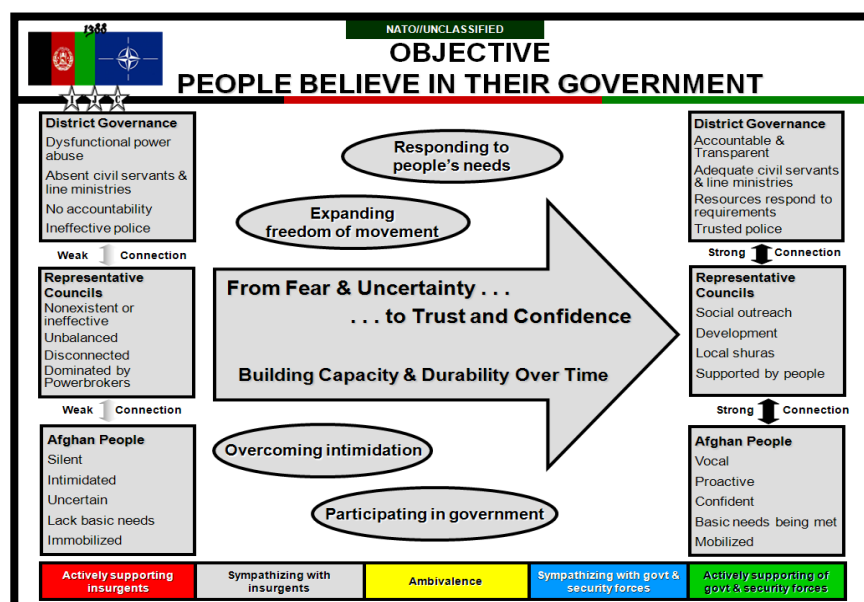 NATO//UNCLASSIFIED
1388
OBJECTIVE
PEOPLE BELIEVE IN THEIR GOVERNMENT
I J C
District Governance
Dysfunctional power
abuse
Absent civil servants &
line ministries
No accountability
Ineffective police
Weak Connection
Representative
Councils
Nonexistent or
ineffective
Unbalanced
Disconnected
Dominated by
Powerbrokers
Weak Connection
Afghan People
Silent
Intimidated
Uncertain
Lack basic needs
Immobilized
Responding to
people's needs
Expanding
freedom of movement
From Fear & Uncertainty . . .
. . . to Trust and Confidence
Building Capacity & Durability Over Time
Overcoming intimidation
Participating in government
District Governance
Accountable &
Transparent
Adequate civil servants
& line ministries
Resources respond to
requirements
Trusted police
Strong Connection
Representative
Councils
Social outreach
Development
Local shuras
Supported by people
Strong Connection
Afghan People
Vocal
Proactive
Confident
Basic needs being met
Mobilized
Actively supporting
insurgents
Sympathizing with
insurgents
Ambivalence
Sympathizing with govt &
security forces
Actively supporting of
govt & security forces